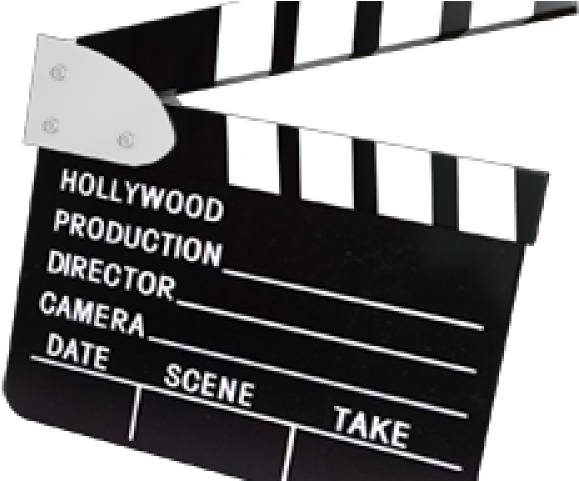 HOLLYWOOD
PRODUCTION
DIRECTOR
CAMERA
DATE SCENE TAKE